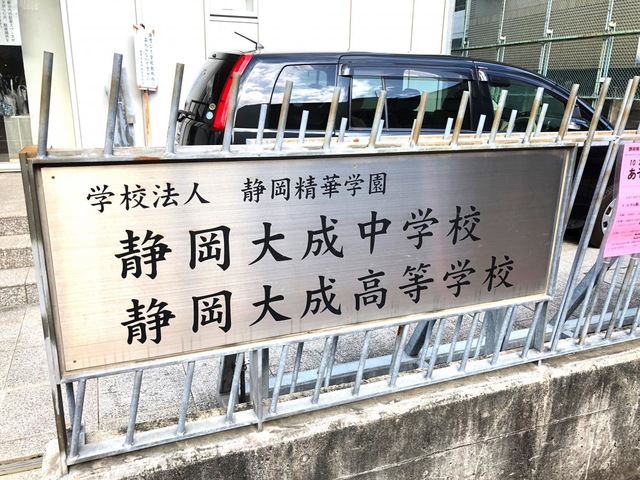 学校法人 静岡精華学園
静岡大成中学校
静岡大成高等学校